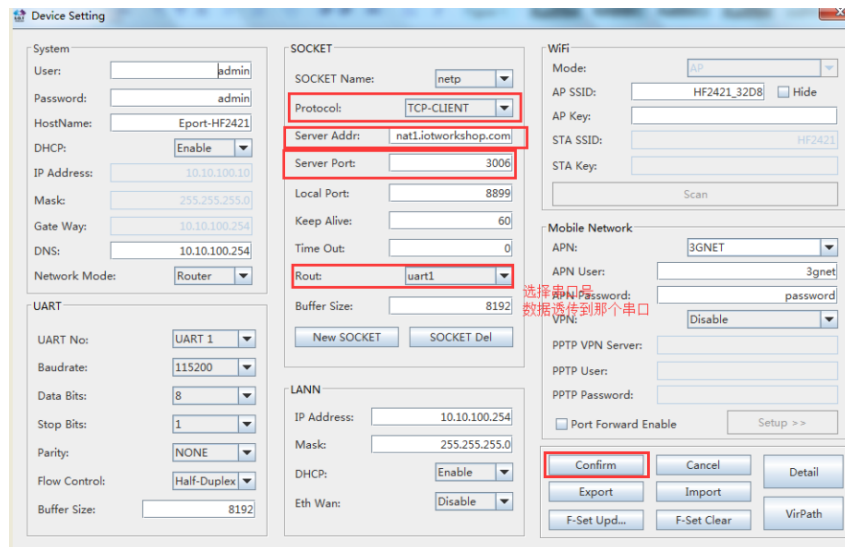 Device Setting
System
User: admin
Password: admin
HostName: Eport-HF2421
DHCP: Enable
IP Address: 10.10.100.10
Mask: 255.255.255.0
Gate Way: 10.10.100.254
DNS: 10.10.100.254
Network Mode: Router
UART
UART No: UART 1
Baudrate: 115200
Data Bits: 8
Stop Bits: 1
Parity: NONE
Flow Control: Half-Duplex
Buffer Size: 8192
SOCKET
SOCKET Name: netp
Protocol: TCP-CLIENT
Server Addr: nat1.iotworkshop.com
Server Port: 3006
Local Port: 8899
Keep Alive: 60
Time Out: 0
Rout: uart1
选择串口号
数据透传到那个串口
Buffer Size: 8192
New SOCKET SOCKET Del
LANN
IP Address: 10.10.100.254
Mask: 255.255.255.0
DHCP: Enable
Eth Wan: Disable
WiFi
Mode: AP
AP SSID: HF2421_32D8 Hide
AP Key:
STA SSID: HF2421
STA Key:
Scan
Mobile Network
APN: 3GNET
APN User: 3gnet
APN Password: password
VPN: Disable
PPTP VPN Server:
PPTP User:
PPTP Password:
Port Forward Enable Setup >>
Confirm Cancel Detail
Export Import
F-Set Upd... F-Set Clear VirPath